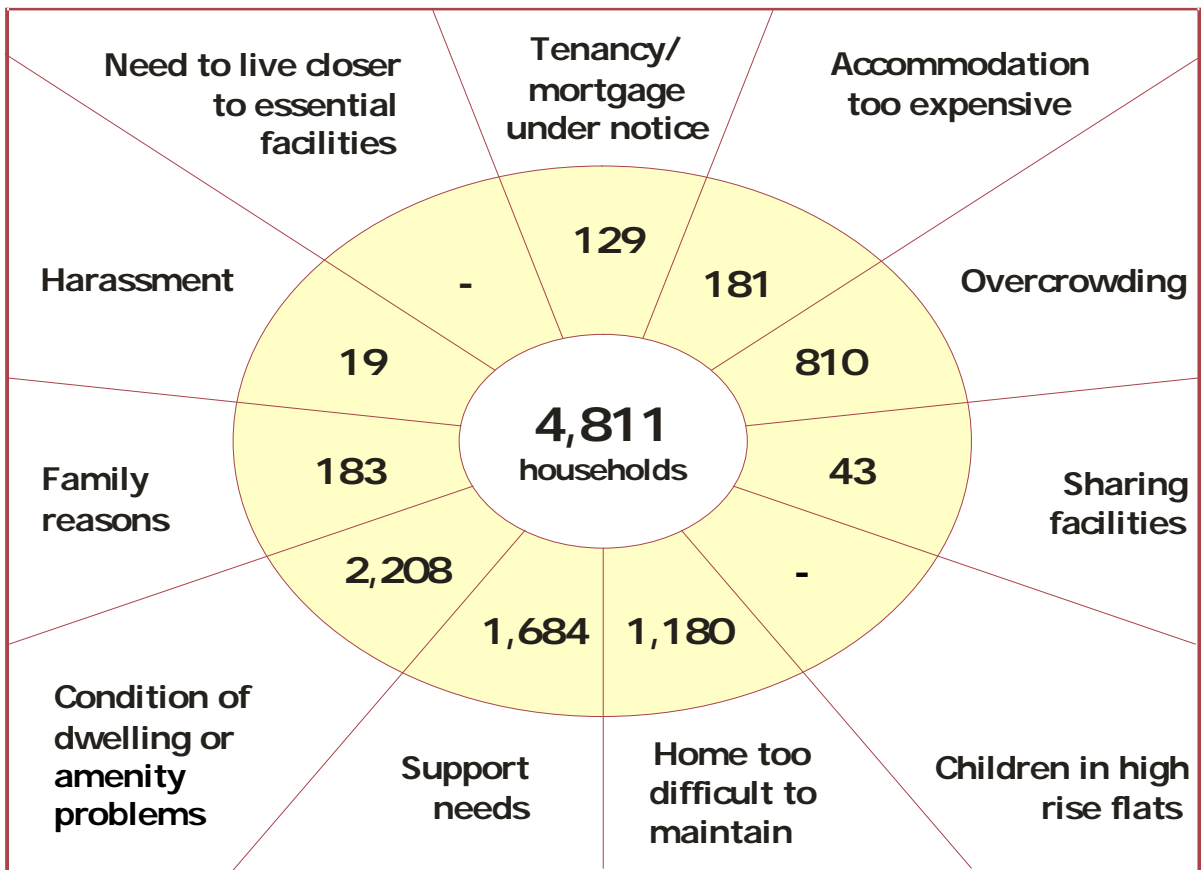 Need to live closer
to essential
facilities
Tenancy/
mortgage
under notice
Accommodation
too expensive
Harassment
-
129
181
Overcrowding
19
810
4,811
households
Family
reasons
183
43
Sharing
facilities
2,208
1,684
1,180
-
Condition of
dwelling or
amenity
problems
Support
needs
Home too
difficult to
maintain
Children in high
rise flats